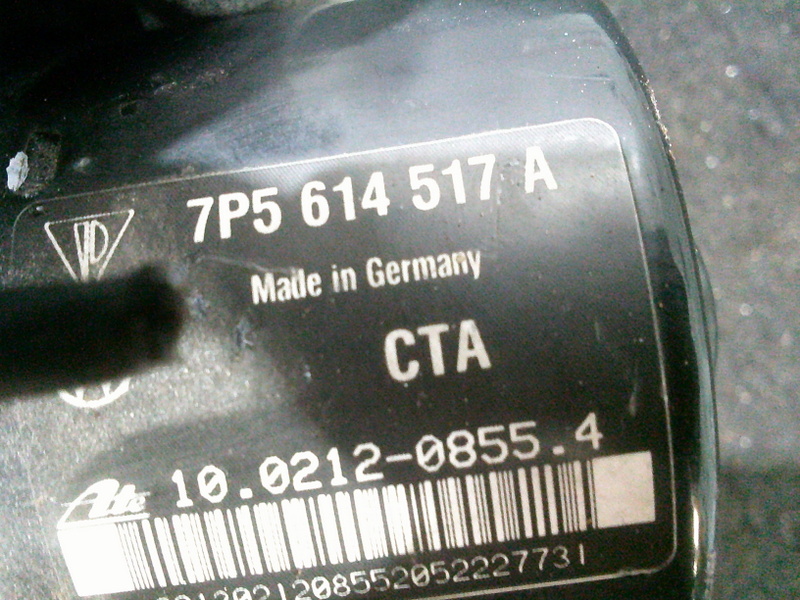 7P5 614 517 A
Made in Germany
CTA
Ate
10.0212-0855.4